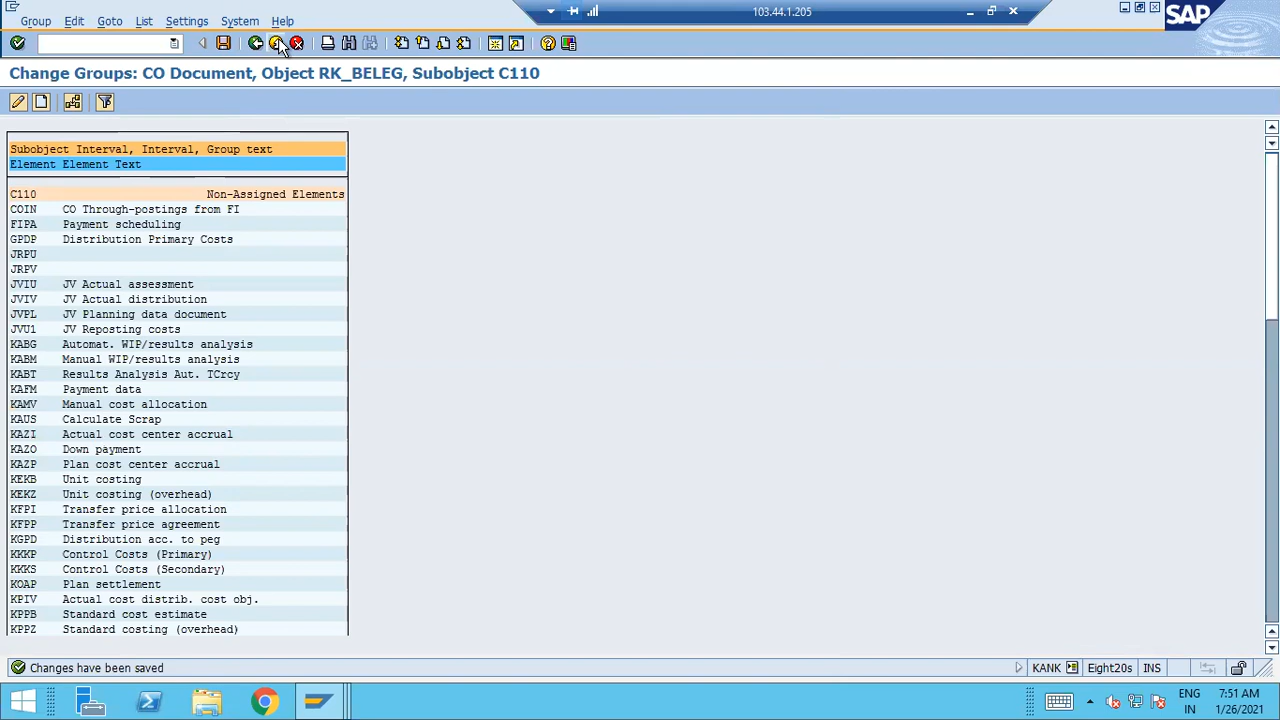 103.44.1.205
Group Edit Goto List Settings System Help
SAP
Change Groups: CO Document, Object RK_BELEG, Subobject C110
Subobject Interval, Interval, Group text
Element Element Text
C110 Non-Assigned Elements
COIN CO Through-postings from FI
FIPA Payment scheduling
GPDP Distribution Primary Costs
JRPU
JRPV
JVIU JV Actual assessment
JVIV JV Actual distribution
JVPL JV Planning data document
JVU1 JV Reporting costs
KABG Automat. WIP/results analysis
KABM Manual WIP/results analysis
KABT Results Analysis Aut. TCrcy
KAFM Payment data
KAMV Manual cost allocation
KAUS Calculate Scrap
KAZI Actual cost center accrual
KAZO Down payment
KAZP Plan cost center accrual
KEKB Unit costing
KEKZ Unit costing (overhead)
KFPI Transfer price allocation
KFPP Transfer price agreement
KGPD Distribution acc. to peg
KKKP Control Costs (Primary)
KKKS Control Costs (Secondary)
KOAP Plan settlement
KPIV Actual cost distrib. cost obj.
KPPB Standard cost estimate
KPPZ Standard costing (overhead)
Changes have been saved KANK Eight20s INS
ENG 7:51 AM
IN 1/26/2021